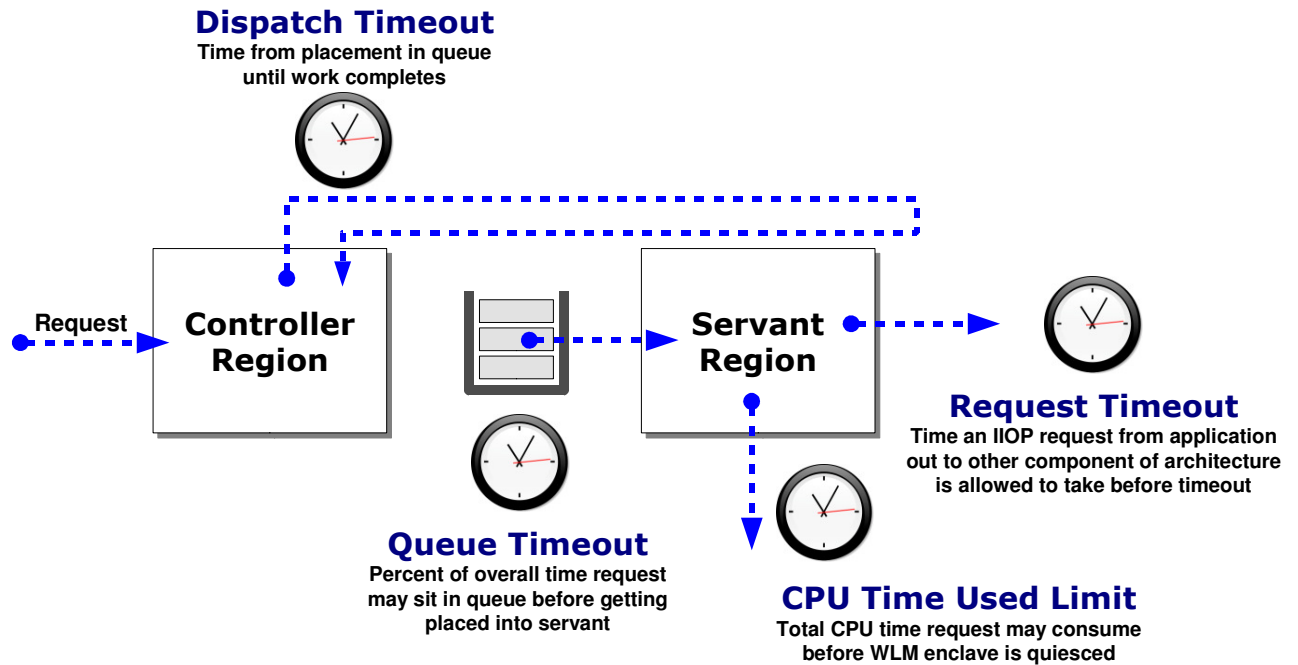 Dispatch Timeout
Time from placement in queue
until work completes
Request
Controller
Region
Servant
Region
Request Timeout
Time an IIOP request from application
out to other component of architecture
is allowed to take before timeout
Queue Timeout
Percent of overall time request
may sit in queue before getting
placed into servant
CPU Time Used Limit
Total CPU time request may consume
before WLM enclave is quiesced